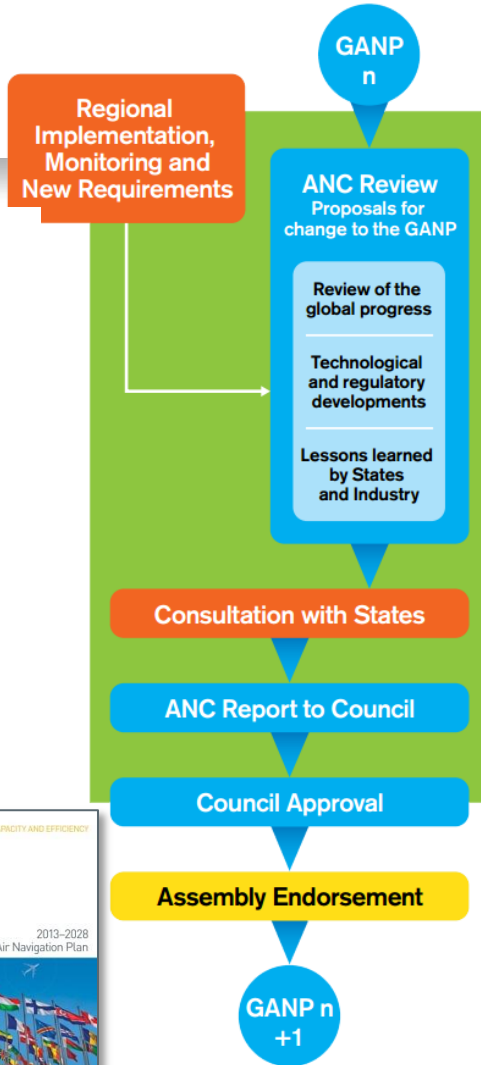 GANP
n
Regional
Implementation,
Monitoring and
New Requirements
ANC Review
Proposals for
change to the GANP
Review of the
global progress
Technological
and regulatory
developments
Lessons learned
by States
and Industry
Consultation with States
ANC Report to Council
Council Approval
Assembly Endorsement
GANP n
+1
AND EFFICIENCY
2013–2028
Air Navigation Plan